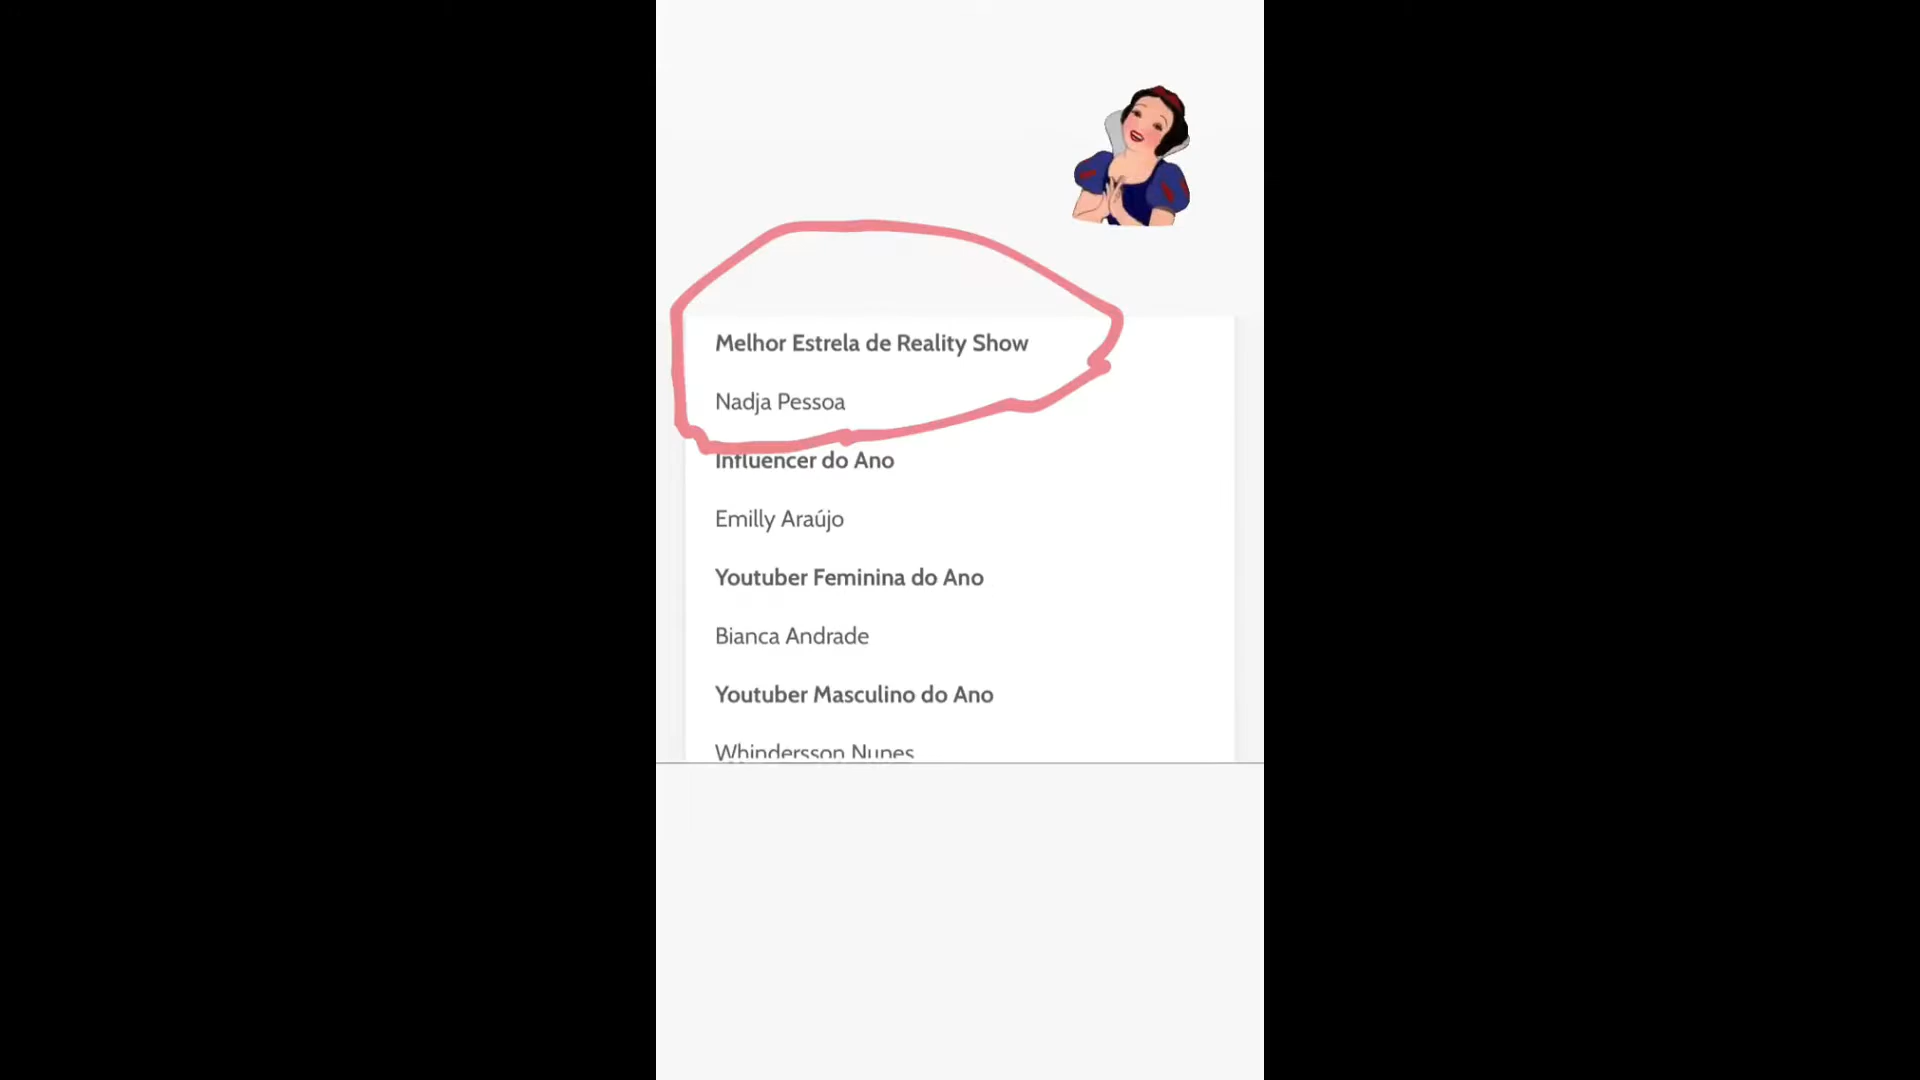 Melhor Estrela de Reality Show
Nadja Pessoa
Influencer do Ano
Emilly Araújo
Youtuber Feminina do Ano
Bianca Andrade
Youtuber Masculino do Ano
Whindersson Nunes